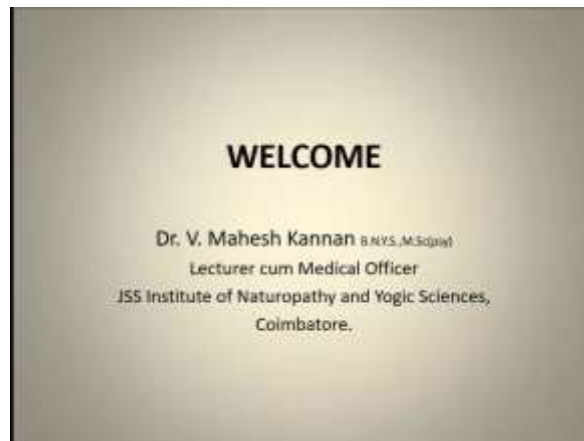 WELCOME
Dr. V. Mahesh Kannan B.N.Y.S.,M.Sc(psy)
Lecturer cum Medical Officer
JSS Institute of Naturopathy and Yogic Sciences,
Coimbatore.